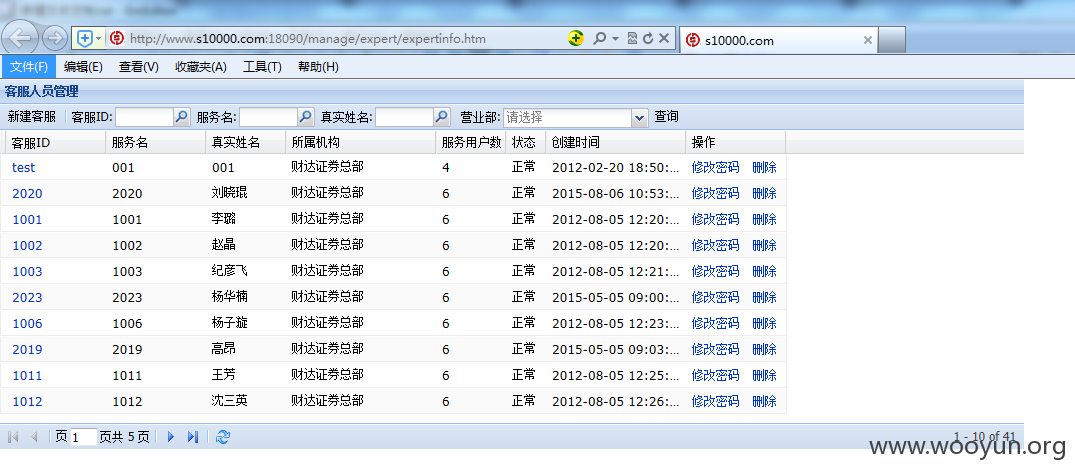 http://www.s10000.com:18090/manage/expert/expertinfo.htm
s10000.com
文件(F) 编辑(E) 查看(V) 收藏夹(A) 工具(T) 帮助(H)
客服人员管理
新建客服 客服ID: 服务名: 真实姓名: 营业部: 请选择 查询
客服ID 服务名 真实姓名 所属机构 服务用户数 状态 创建时间 操作
test 001 001 财达证券总部 4 正常 2012-02-20 18:50:... 修改密码 删除
2020 2020 刘晓琨 财达证券总部 6 正常 2015-08-06 10:53:... 修改密码 删除
1001 1001 李璐 财达证券总部 6 正常 2012-08-05 12:20:... 修改密码 删除
1002 1002 赵晶 财达证券总部 6 正常 2012-08-05 12:20:... 修改密码 删除
1003 1003 纪彦飞 财达证券总部 6 正常 2012-08-05 12:21:... 修改密码 删除
2023 2023 杨华楠 财达证券总部 6 正常 2015-05-05 09:00:... 修改密码 删除
1006 1006 杨子璇 财达证券总部 6 正常 2012-08-05 12:23:... 修改密码 删除
2019 2019 高昂 财达证券总部 6 正常 2015-05-05 09:03:... 修改密码 删除
1011 1011 王芳 财达证券总部 6 正常 2012-08-05 12:25:... 修改密码 删除
1012 1012 沈三英 财达证券总部 6 正常 2012-08-05 12:26:... 修改密码 删除
页 1 页共 5 页 1 - 10 of 41
www.wooyun.org